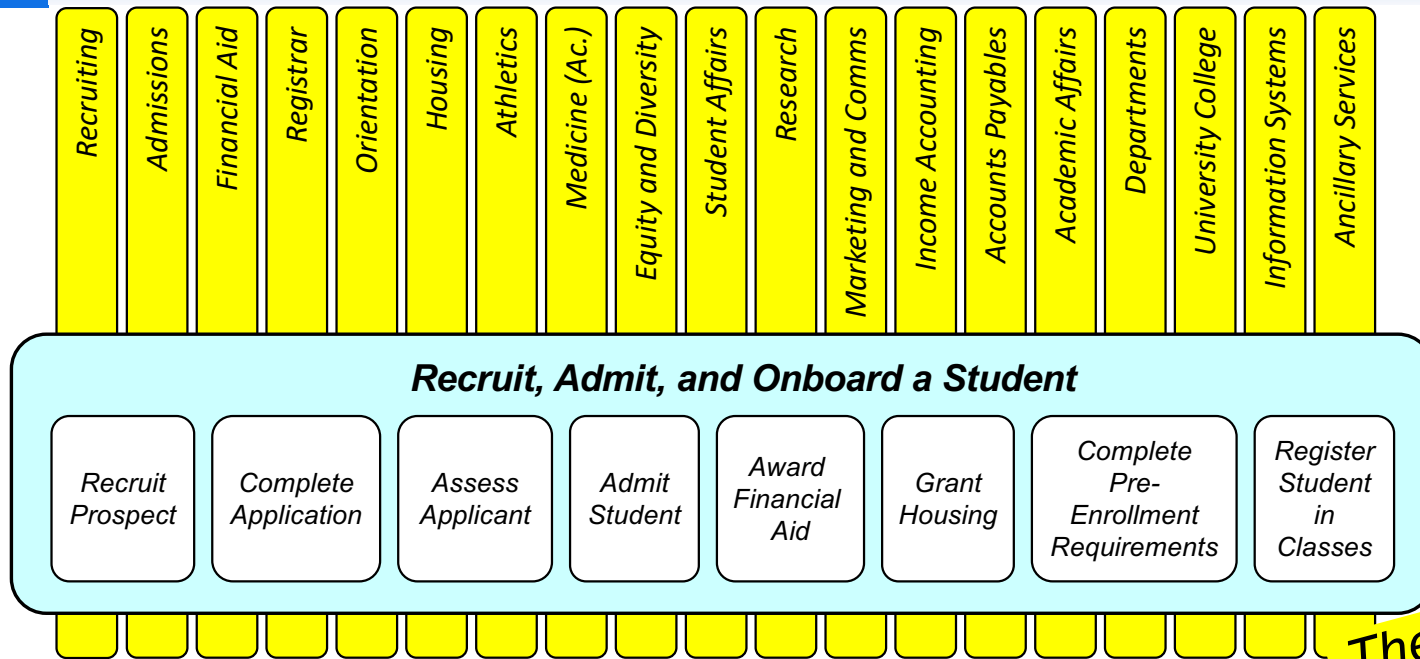 Recruiting
Admissions
Financial Aid
Registrar
Orientation
Housing
Athletics
Medicine (Ac.)
Equity and Diversity
Student Affairs
Research
Marketing and Comms
Income Accounting
Accounts Payables
Academic Affairs
Departments
University College
Information Systems
Ancillary Services
Recruit, Admit, and Onboard a Student
Recruit
Prospect
Complete
Application
Assess
Applicant
Admit
Student
Award
Financial
Aid
Grant
Housing
Complete
Pre-
Enrollment
Requirements
Register
Student
in
Classes